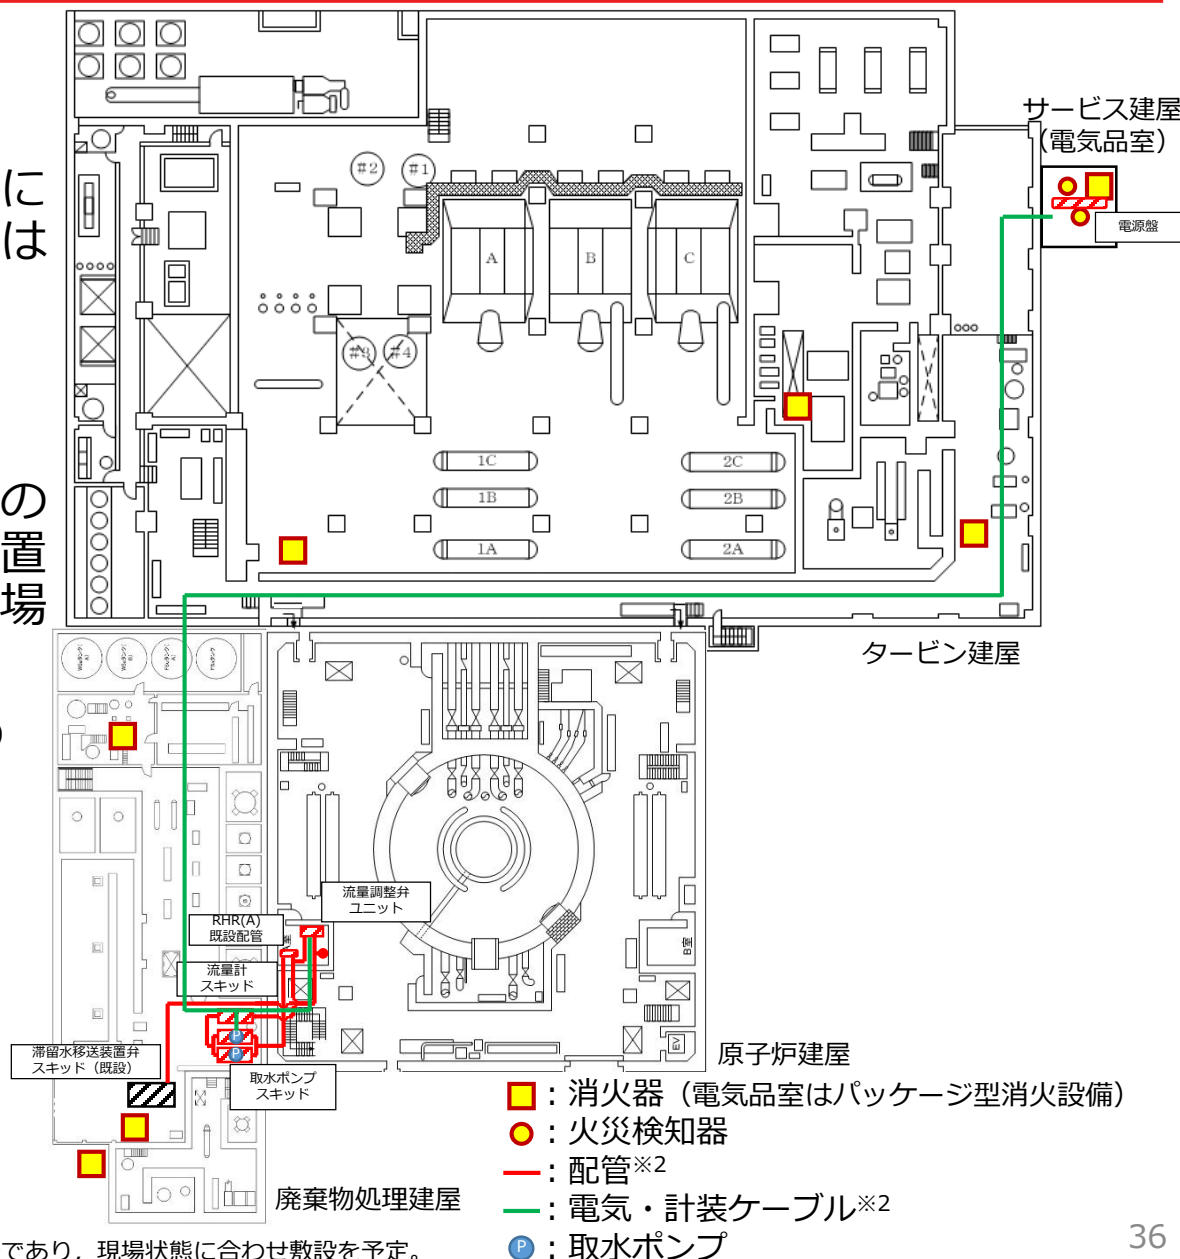 サービス建屋
（電気品室）
電源盤
に
は
の
置
場
#2
#1
#3
#4
A
B
C
1C
1B
1A
2C
2B
2A
タービン建屋
流量調整弁
ユニット
RHR(A)
既設配管
流量計
スキッド
B室
滞留水移送装置弁
スキッド（既設）
P
P
取水ポンプ
スキッド
EV
原子炉建屋
廃棄物処理建屋
：消火器（電気品室はパッケージ型消火設備）
：火災検知器
：配管※2
：電気・計装ケーブル※2
P：取水ポンプ
であり，現場状態に合わせ敷設を予定。
36